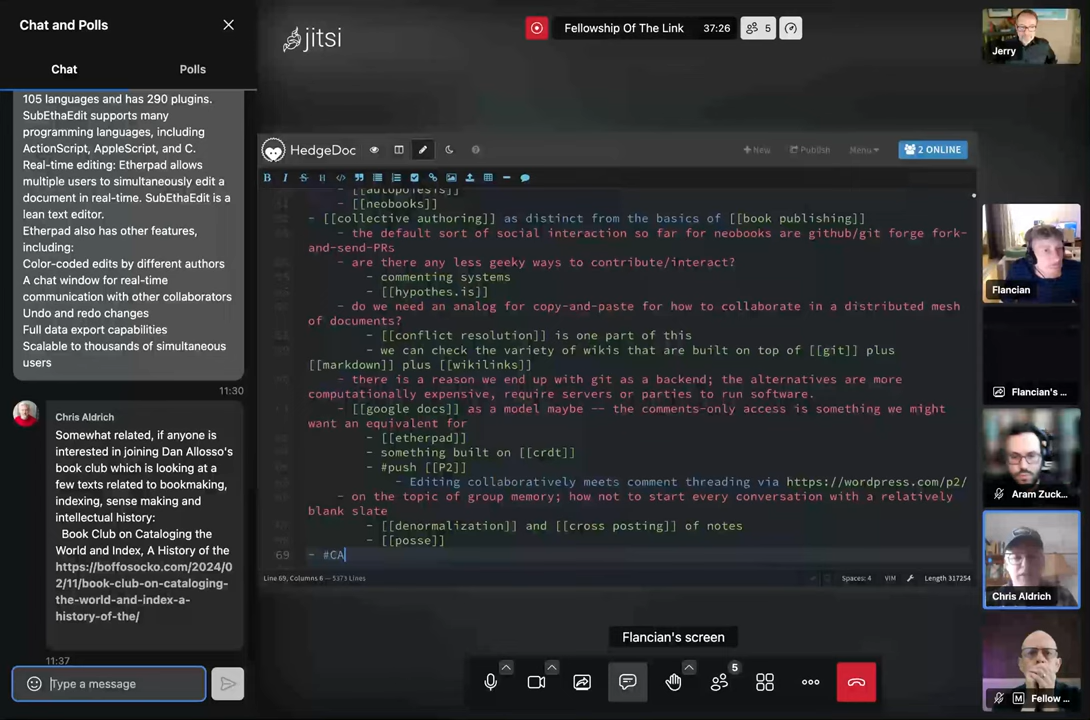 Chat and Polls
Chat
Polls
105 languages and has 290 plugins.
SubEthaEdit supports many
programming languages, including
ActionScript, AppleScript, and C.
Real-time editing: Etherpad allows
multiple users to simultaneously edit a
document in real-time. SubEthaEdit is a
lean text editor.
Etherpad also has other features,
including:
Color-coded edits by different authors
A chat window for real-time
communication with other collaborators
Undo and redo changes
Full data export capabilities
Scalable to thousands of simultaneous
users
11:30
Chris Aldrich
Somewhat related, if anyone is
interested in joining Dan Allosso's
book club which is looking at a
few texts related to bookmaking,
indexing, sense making and
intellectual history:
Book Club on Cataloging the
World and Index, A History of the
https://boffosocko.com/2024/0
2/11/book-club-on-cataloging-
the-world-and-index-a-
history-of-the/
11:37
Type a message
jitsi
Fellowship Of The Link
37:26
5
HedgeDoc
New
Publish
Menu
2 ONLINE
- [[autopoiesis]]
- [[neobooks]]
- [[collective authoring]] as distinct from the basics of [[book publishing]]
- the default sort of social interaction so far for neobooks are github/git forge fork-
and-send-PRs
- are there any less geeky ways to contribute/interact?
- commenting systems
- [[hypothes.is]]
- do we need an analog for copy-and-paste for how to collaborate in a distributed mesh
of documents?
- [[conflict resolution]] is one part of this
- we can check the variety of wikis that are built on top of [[git]] plus
[[markdown]] plus [[wikilinks]]
- there is a reason we end up with git as a backend; the alternatives are more
computationally expensive, require servers or parties to run software.
- [[google docs]] as a model maybe -- the comments-only access is something we might
want an equivalent for
- [[etherpad]]
- something built on [[crdt]]
- #push [[P2]]
- Editing collaboratively meets comment threading via https://wordpress.com/p2/
- on the topic of group memory; how not to start every conversation with a relatively
blank slate
- [[denormalization]] and [[cross posting]] of notes
- [[posse]]
69 - #CA
Line 69, Columns 6 — 5373 Lines
Spaces: 4
VIM
Length 317254
Flancian's screen
5
Jerry
Flancian
Flancian's ...
Aram Zuck...
Chris Aldrich
M Fellow ...